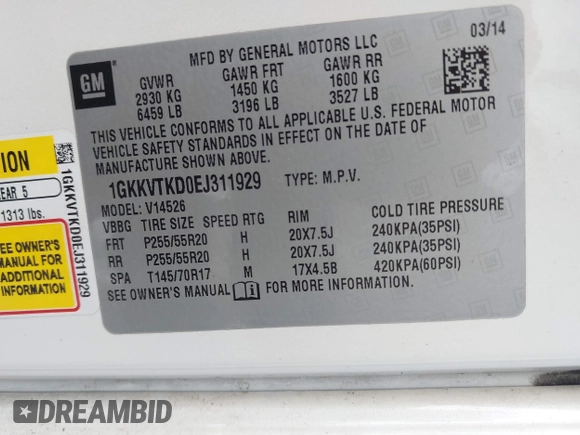 03/14
MFD BY GENERAL MOTORS LLC
GM
GVWR GAWR FRT GAWR RR
2930 KG 1450 KG 1600 KG
6459 LB 3196 LB 3527 LB
THIS VEHICLE CONFORMS TO ALL APPLICABLE U.S. FEDERAL MOTOR
VEHICLE SAFETY STANDARDS IN EFFECT ON THE DATE OF
MANUFACTURE SHOWN ABOVE.
1GKKVTKD0EJ311929 TYPE: M.P.V.
MODEL: V14526
VBBG TIRE SIZE SPEED RTG RIM COLD TIRE PRESSURE
FRT P255/55R20 H 20X7.5J 240KPA(35PSI)
RR P255/55R20 H 20X7.5J 240KPA(35PSI)
SPA T145/70R17 M 17X4.5B 420KPA(60PSI)
SEE OWNER'S MANUAL i FOR MORE INFORMATION.
ION
EAR 5
1313 lbs.
SEE OWNER'S
MANUAL FOR
ADDITIONAL
INFORMATION
1GKKVTKD0EJ311929
DREAMBID